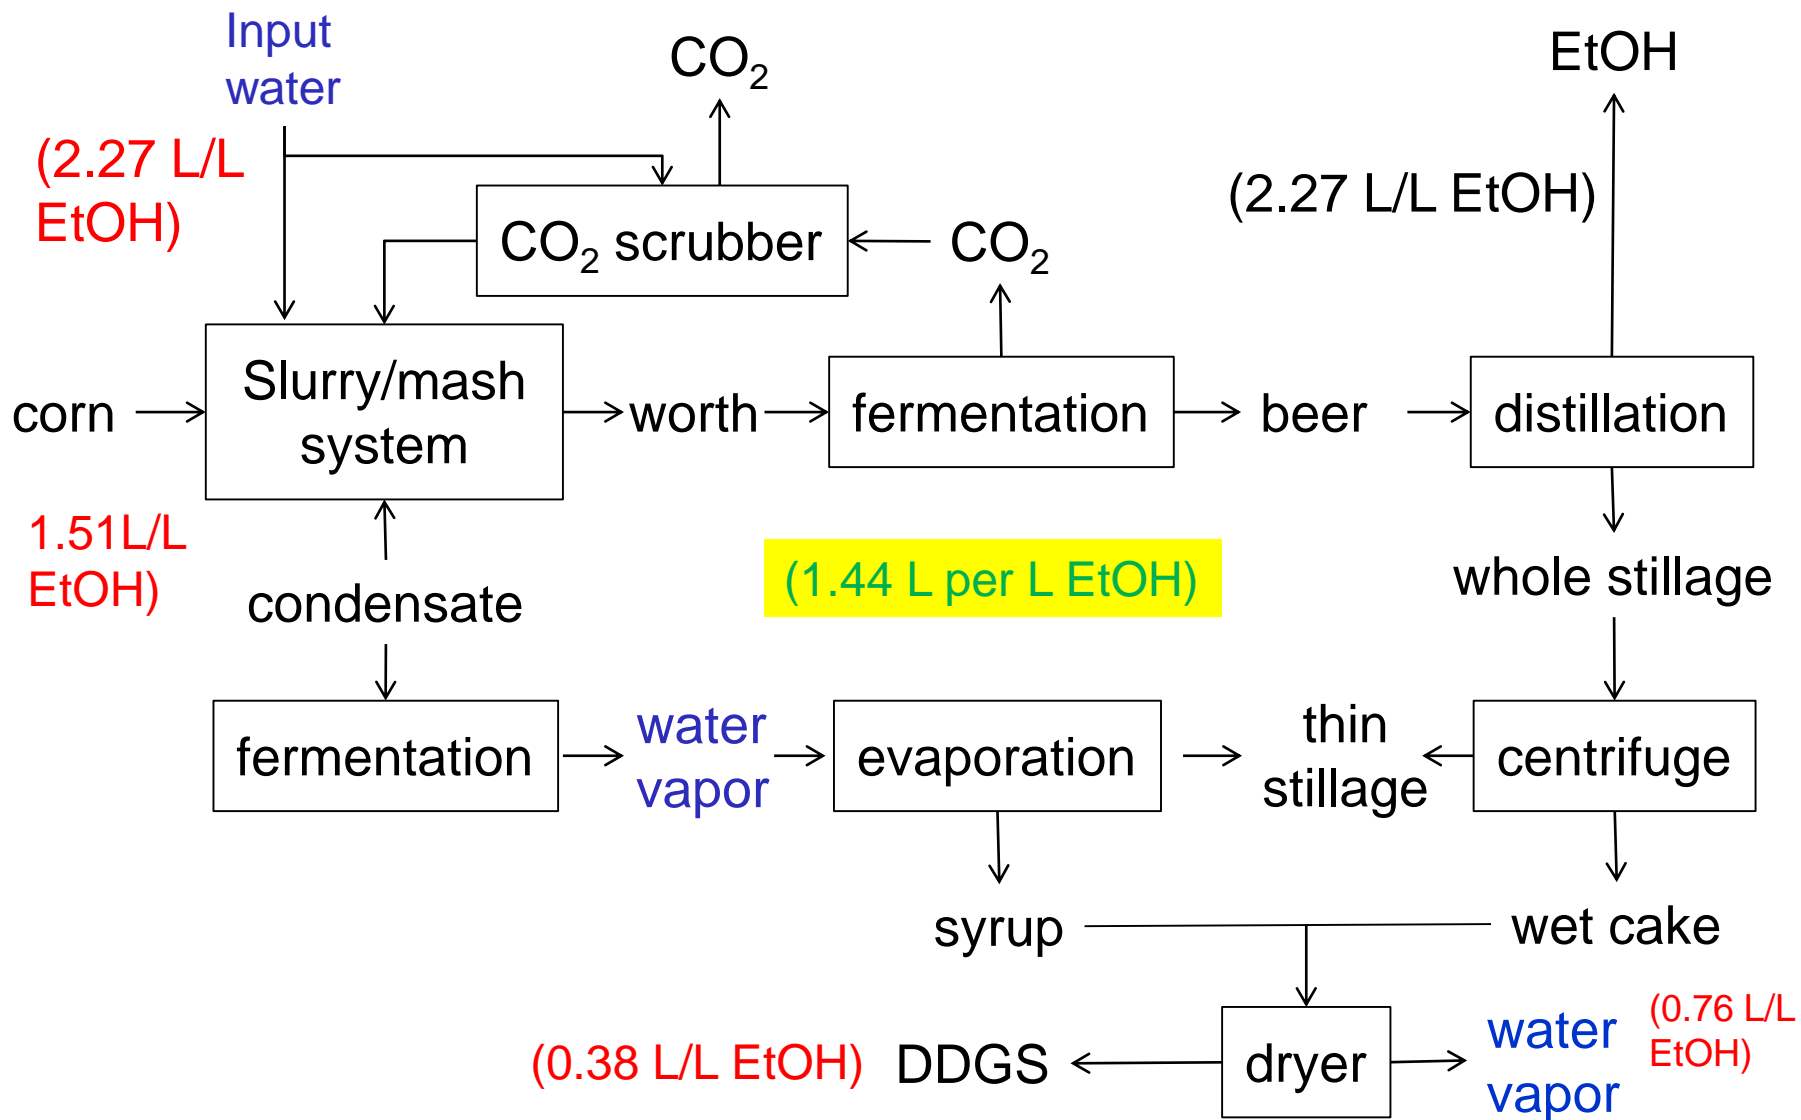 Input
water
CO2
EtOH
(2.27 L/L
EtOH)
(2.27 L/L EtOH)
CO2 scrubber
CO2
corn
Slurry/mash
system
worth
fermentation
beer
distillation
1.51L/L
EtOH)
condensate
(1.44 L per L EtOH)
whole stillage
fermentation
water
vapor
evaporation
thin
stillage
centrifuge
syrup
wet cake
(0.38 L/L EtOH)
DDGS
dryer
water
vapor
(0.76 L/L
EtOH)